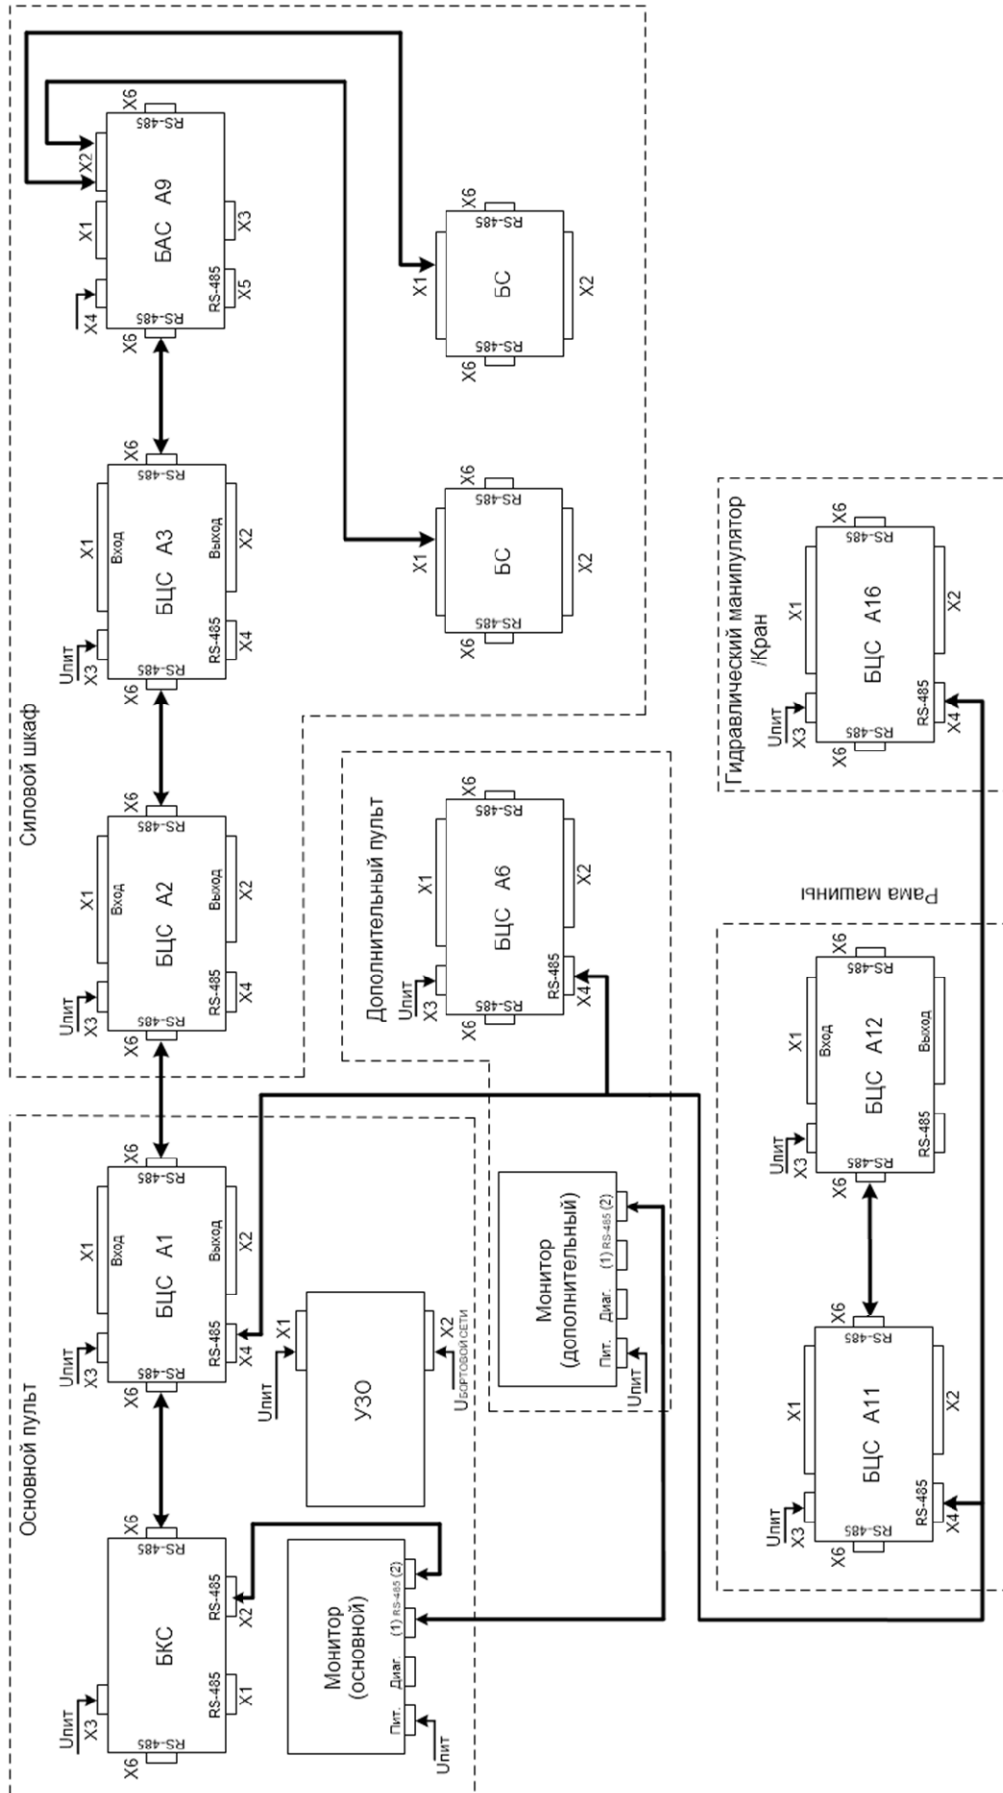 Основной пульт
БКС
Uпит
X3
X6
RS-485
RS-485
X1
RS-485
X2
RS-485
X6
Монитор
(основной)
Пит.
Диаг.
(1) RS-485 (2)
Uпит
БЦС A1
Uпит
X3
X1
Вход
X6
RS-485
RS-485
X4
Выход
X2
RS-485
X6
УЗО
Uпит
X1
X2
UБОРТОВОЙ СЕТИ
Силовой шкаф
БЦС A2
Uпит
X3
X1
Вход
X6
RS-485
RS-485
X4
Выход
X2
RS-485
X6
БЦС A3
Uпит
X3
X1
Вход
X6
RS-485
RS-485
X4
Выход
X2
RS-485
X6
БАС A9
X4
X1
X2
X6
RS-485
RS-485
X5
X3
RS-485
X6
БС
X1
X6
RS-485
X2
RS-485
X6
БС
X1
X6
RS-485
X2
RS-485
X6
Дополнительный пульт
БЦС A6
Uпит
X3
X1
X6
RS-485
RS-485
X4
X2
RS-485
X6
Монитор
(дополнительный)
Пит.
Диаг.
(1) RS-485 (2)
Uпит
Рама машины
БЦС A11
Uпит
X3
X1
X6
RS-485
RS-485
X4
X2
RS-485
X6
БЦС A12
Uпит
X3
X1
Вход
X6
RS-485
RS-485
Выход
RS-485
X6
Гидравлический манипулятор
/Кран
БЦС A16
Uпит
X3
X1
X6
RS-485
RS-485
X4
X2
RS-485
X6